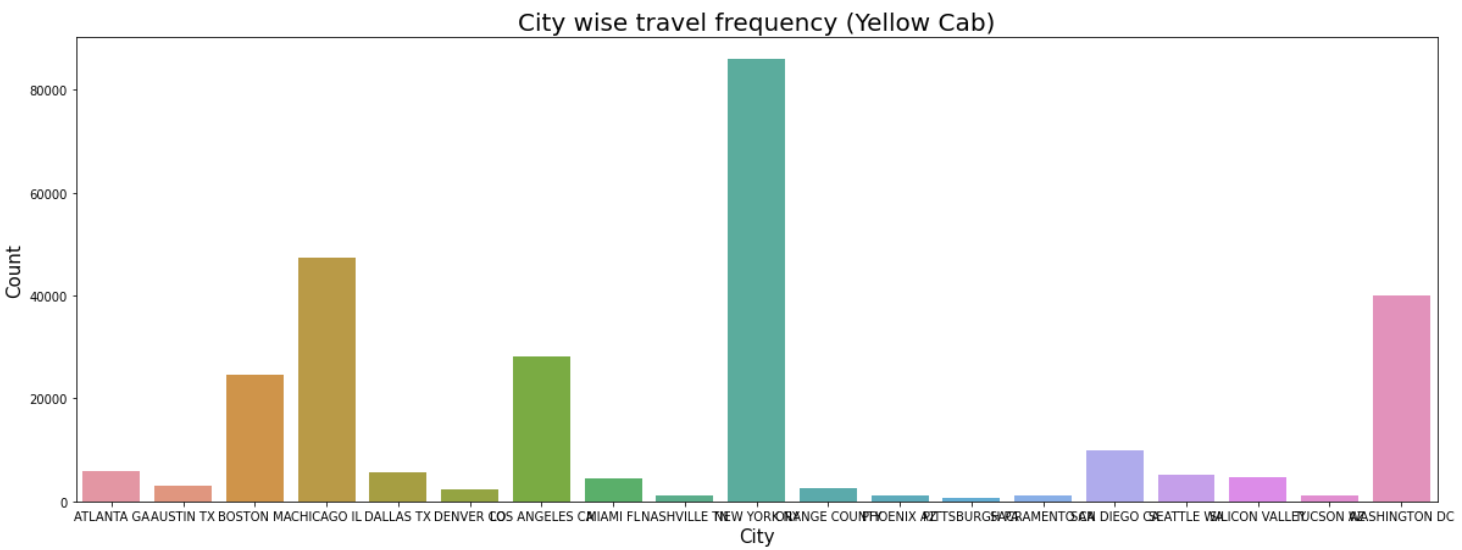 City wise travel frequency (Yellow Cab)
80000
60000
40000
20000
0
Count
ATLANTA GA AUSTIN TX BOSTON MA CHICAGO IL DALLAS TX DENVER CO LOS ANGELES CA MIAMI FL NASHVILLE TN NEW YORK NY ORANGE COUNTY PHOENIX AZ PITTSBURGH PA SACRAMENTO CA SAN DIEGO CA SEATTLE WA SILICON VALLEY TUCSON AZ WASHINGTON DC
City